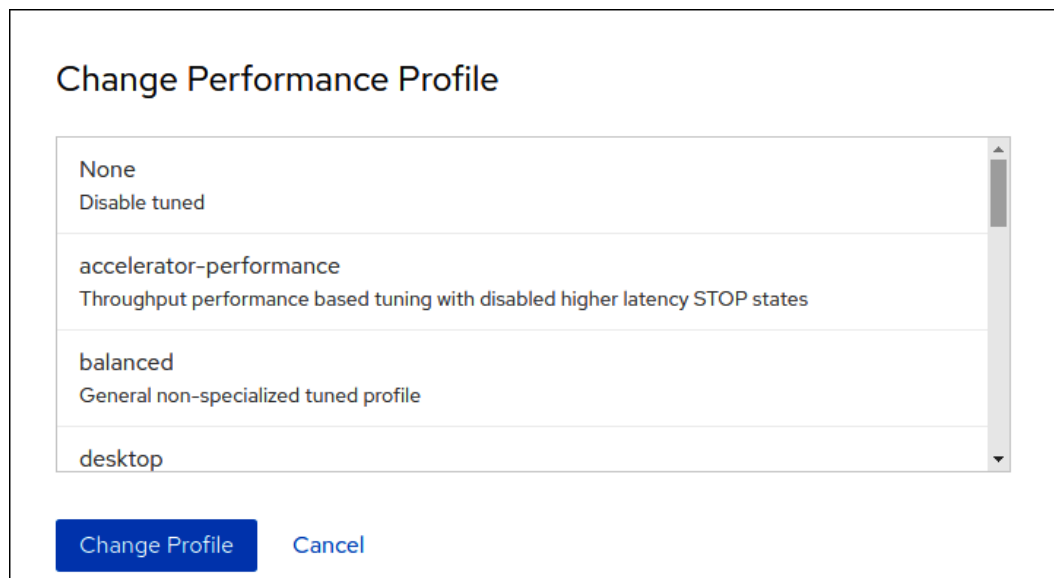 Change Performance Profile
None
Disable tuned
accelerator-performance
Throughput performance based tuning with disabled higher latency STOP states
balanced
General non-specialized tuned profile
desktop
Change Profile
Cancel